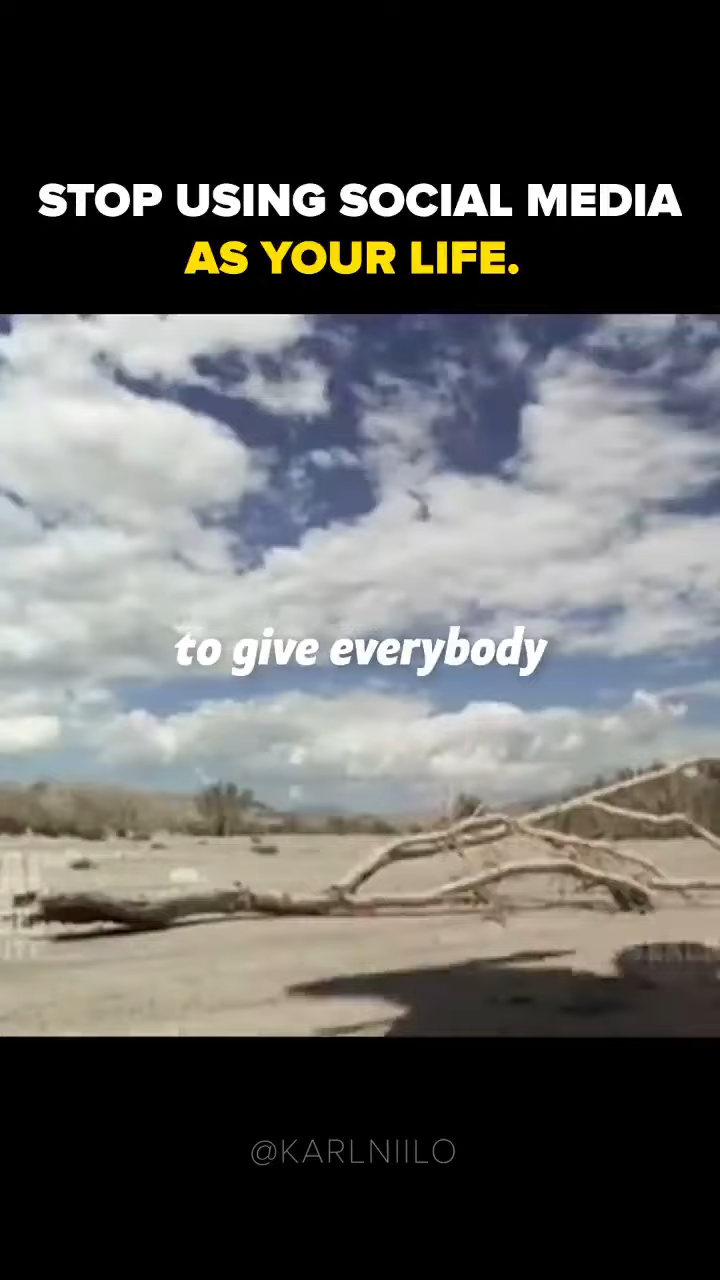 STOP USING SOCIAL MEDIA
AS YOUR LIFE.
to give everybody
@KARLNIILO